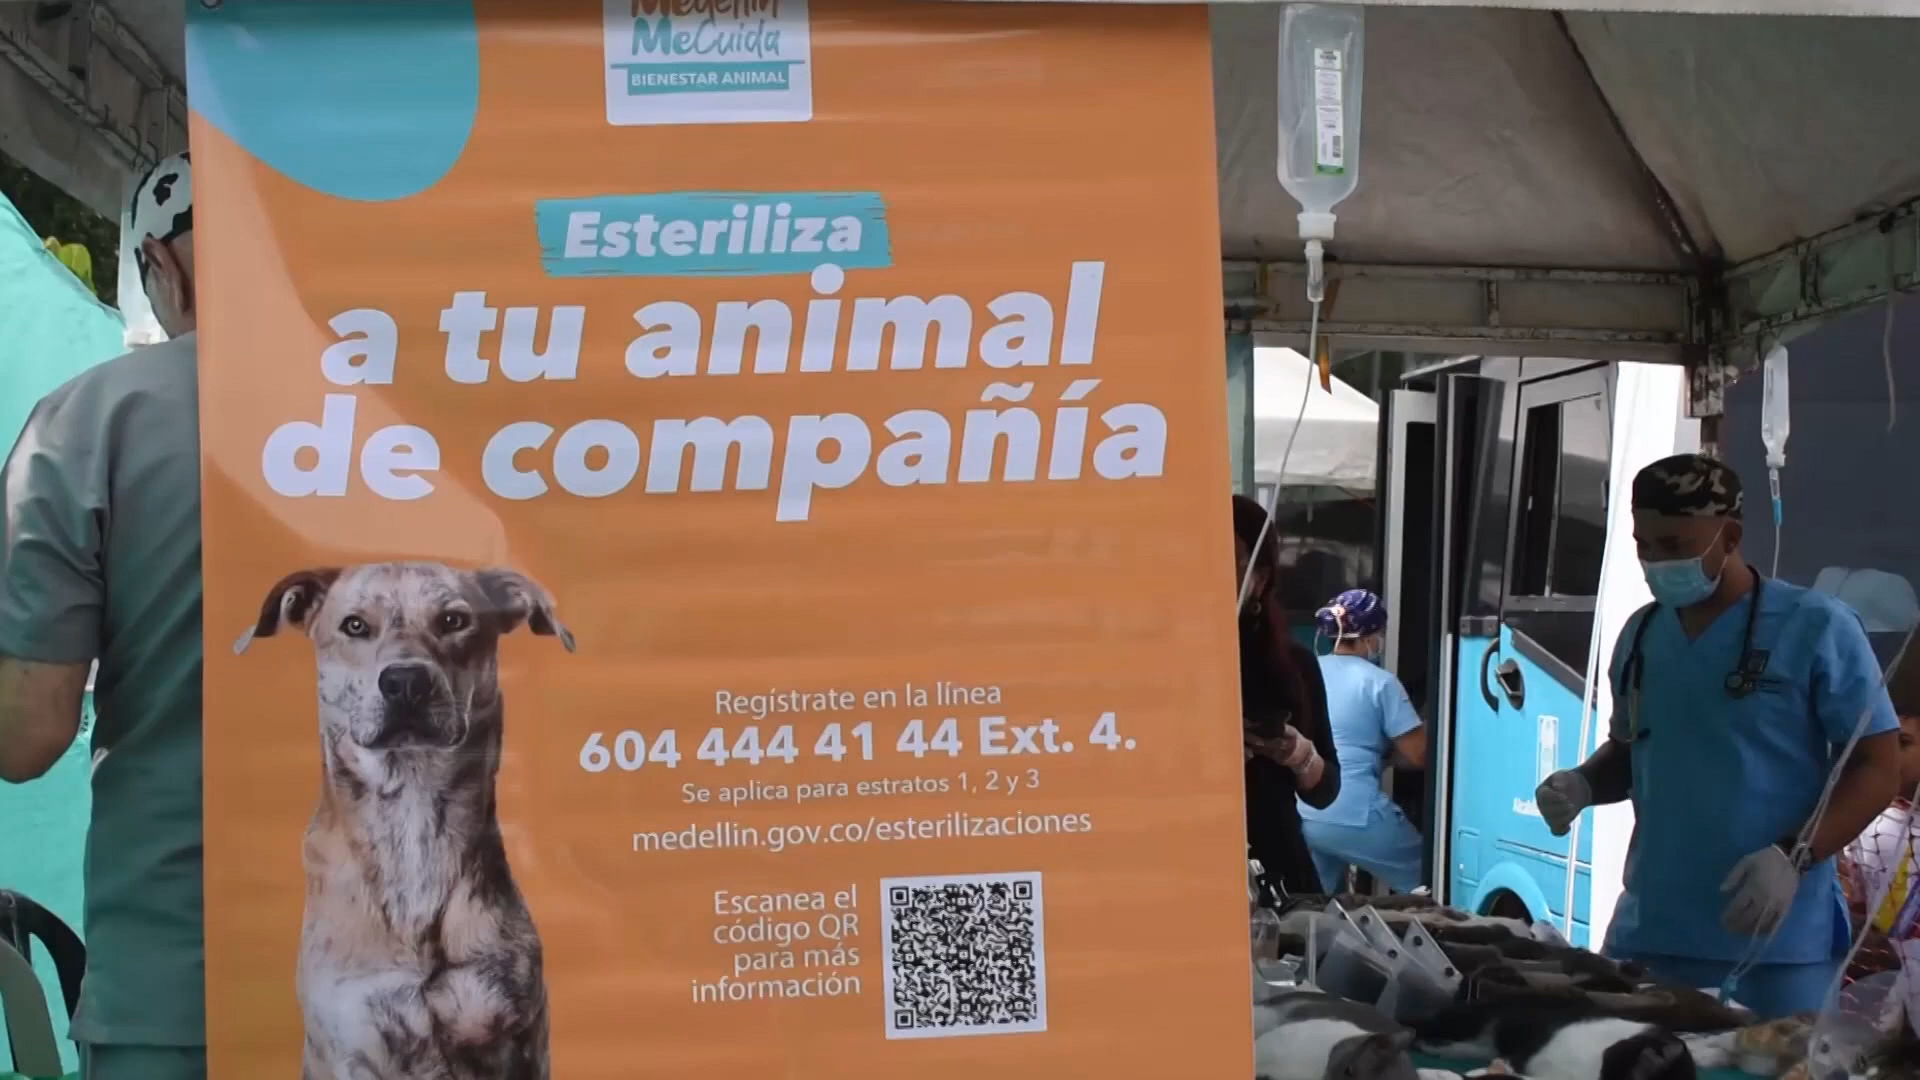 Medellín
MeCuida
BIENESTAR ANIMAL
Esteriliza
a tu animal
de compañía
Regístrate en la línea
604 444 41 44 Ext. 4.
Se aplica para estratos 1, 2 y 3
medellin.gov.co/esterilizaciones
Escanea el
código QR
para más
información